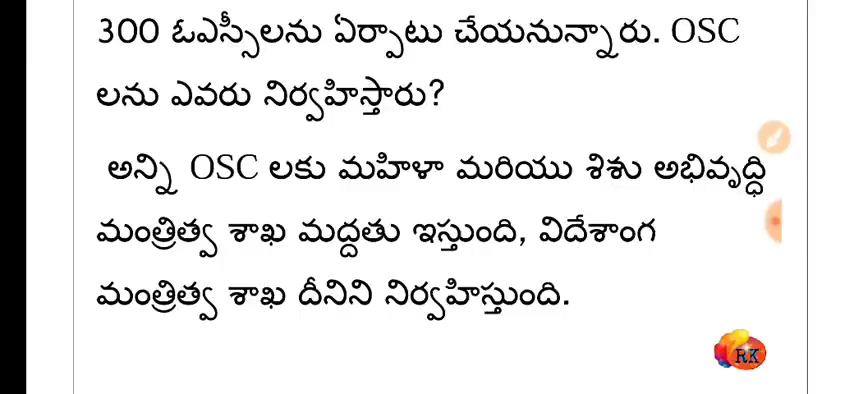 300 ఓఎస్సీలను ఏర్పాటు చేయనున్నారు. OSC
లను ఎవరు నిర్వహిస్తారు?
అన్ని OSC లకు మహిళా మరియు శిశు అభివృద్ధి
మంత్రిత్వ శాఖ మద్దతు ఇస్తుంది, విదేశాంగ
మంత్రిత్వ శాఖ దీనిని నిర్వహిస్తుంది.
RK